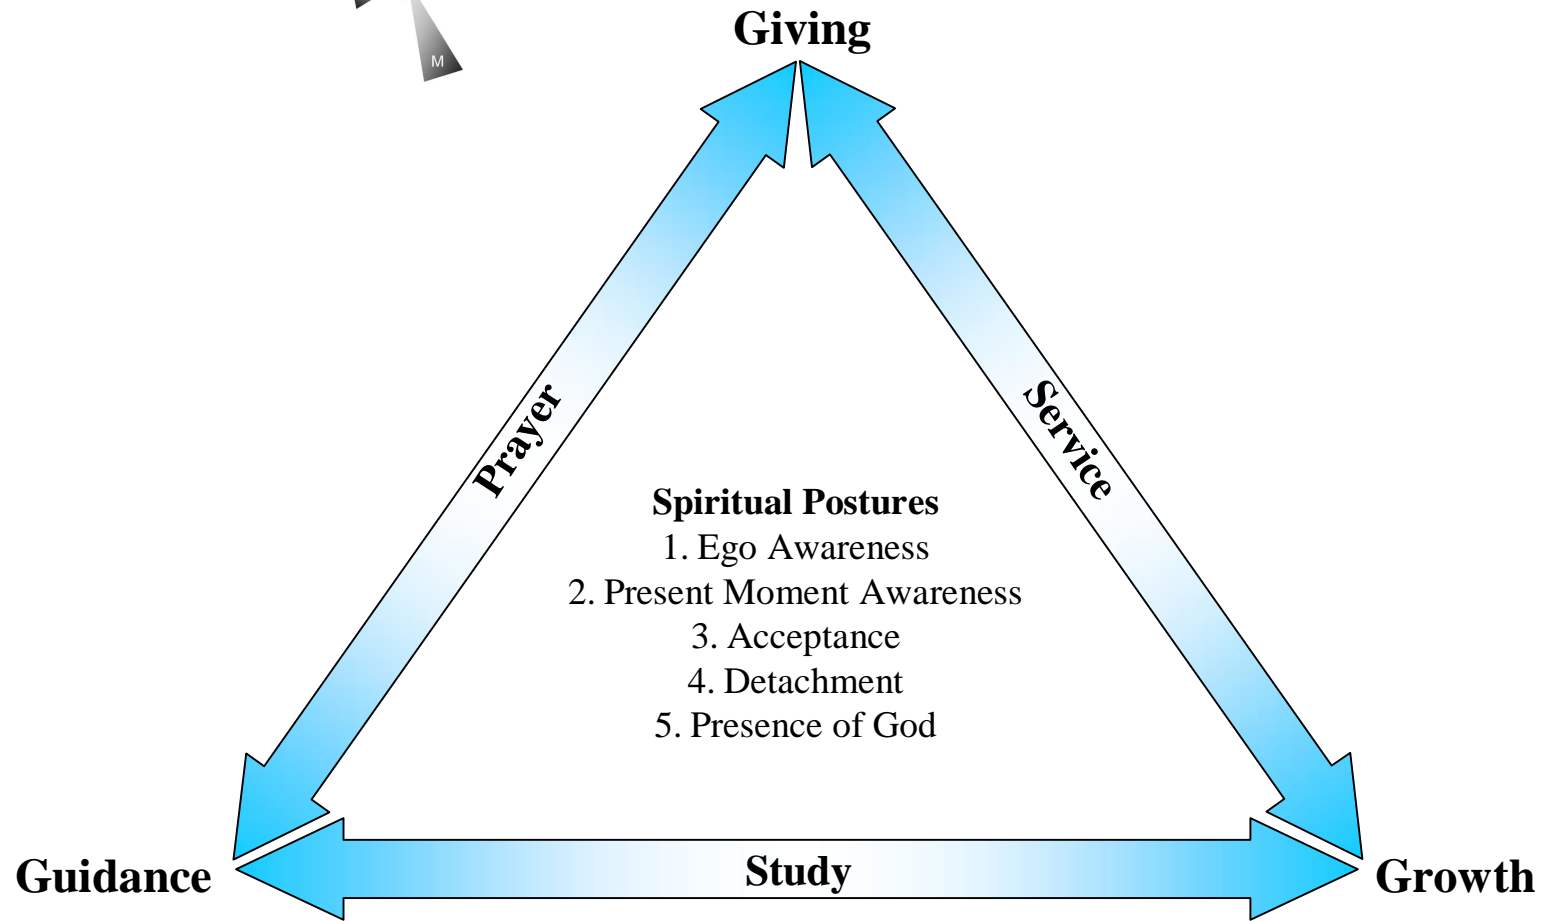 Giving
M
Prayer
Service
Spiritual Postures
1. Ego Awareness
2. Present Moment Awareness
3. Acceptance
4. Detachment
5. Presence of God
Guidance
Study
Growth